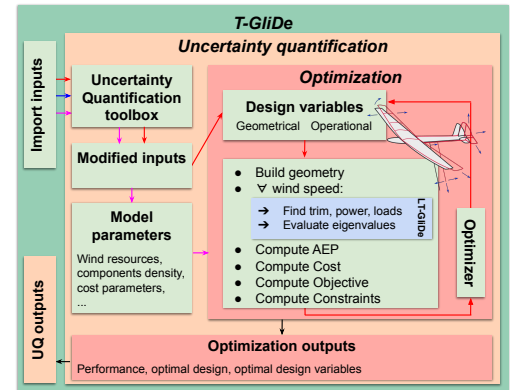 T-GliDe
Uncertainty quantification
Import inputs
Uncertainty
Quantification
toolbox
Modified inputs
Model
parameters
Wind resources,
components density,
cost parameters,
...
Optimization
Design variables
Geometrical Operational
● Build geometry
● ∀ wind speed:
➔ Find trim, power, loads
➔ Evaluate eigenvalues
LT-GliDe
● Compute AEP
● Compute Cost
● Compute Objective
● Compute Constraints
Optimizer
UQ outputs
Optimization outputs
Performance, optimal design, optimal design variables